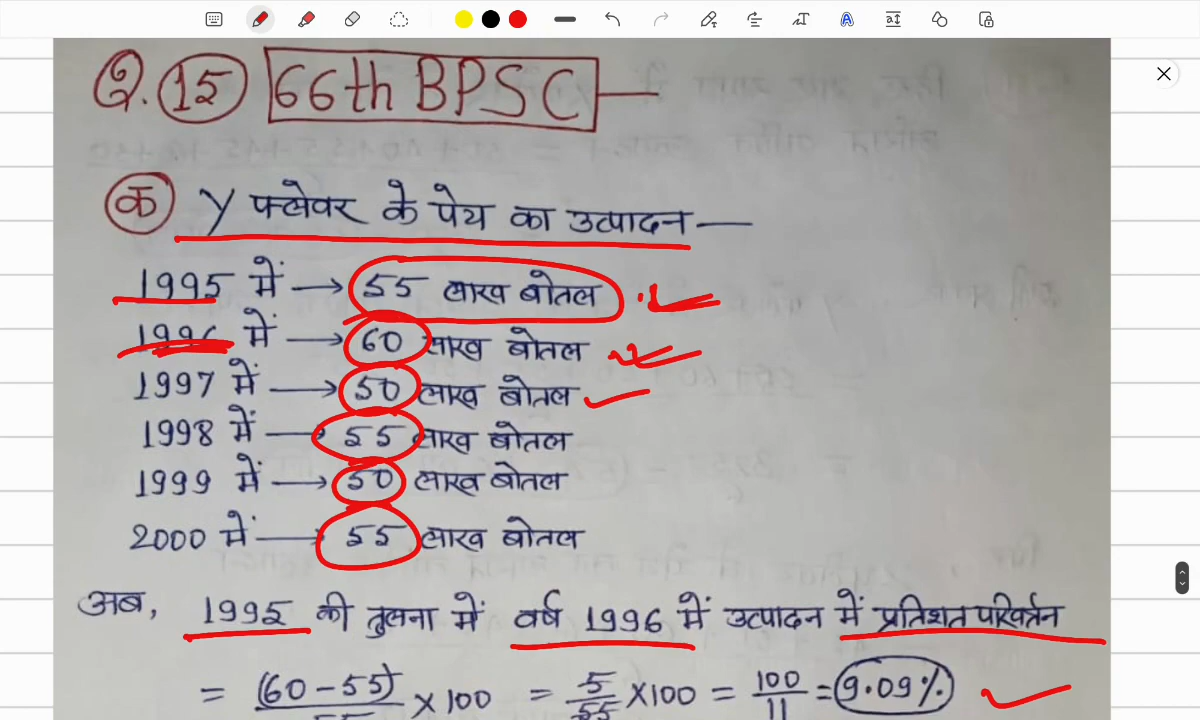 Q. 15 66th BPSC —
क Y फ्लेवर के पेय का उत्पादन —
1995 में → 55 लाख बोतल
1996 में → 60 लाख बोतल
1997 में → 50 लाख बोतल
1998 में → 55 लाख बोतल
1999 में → 50 लाख बोतल
2000 में → 55 लाख बोतल
अब, 1995 की तुलना में वर्ष 1996 में उत्पादन में प्रतिशत परिवर्तन
= (60-55)/55 × 100 = 5/55 × 100 = 100/11 = 9.09%